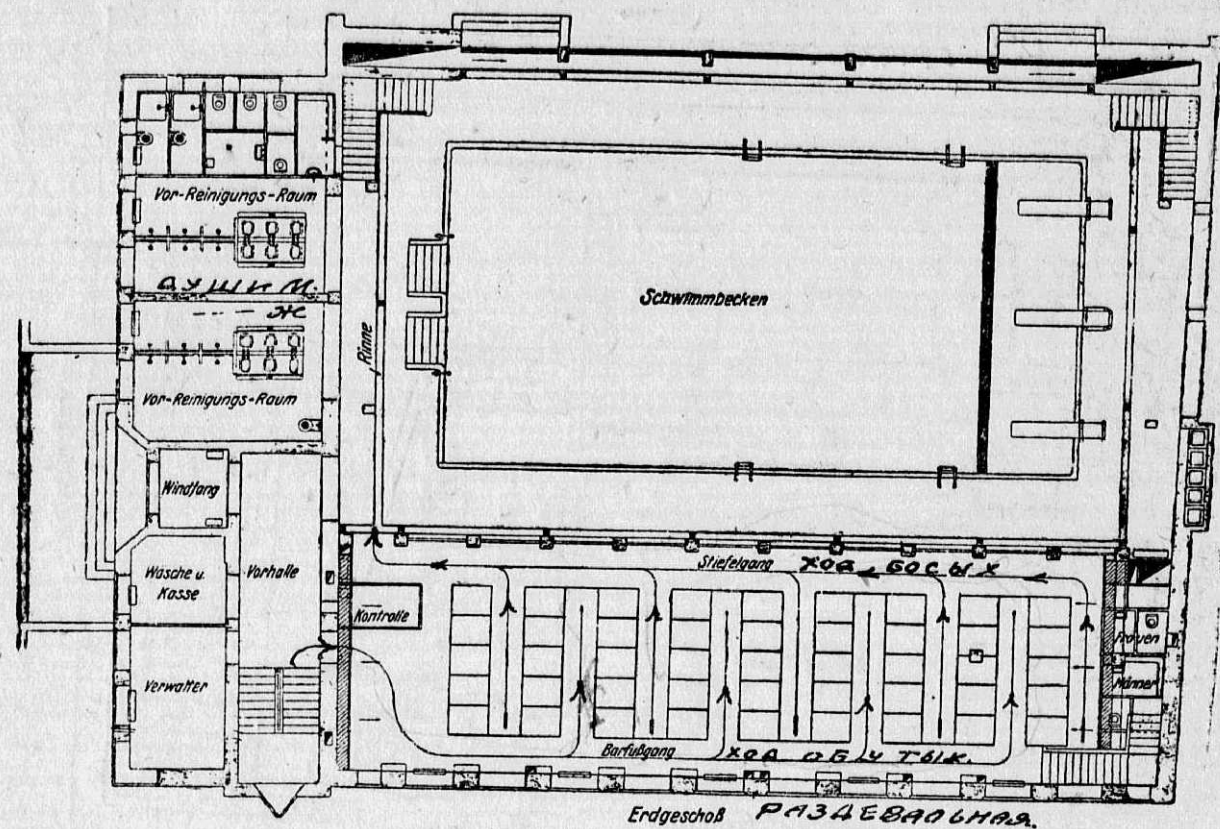 Vor-Reinigungs-Raum
ДУШИ М.
— — — Ж
Vor-Reinigungs-Raum
Rinne
Schwimmbecken
Windfang
Wäsche u.
Kasse
Vorhalle
Verwalter
Kontrolle
Stiefelgang ХОД БОСЫХ
Frauen
Männer
Barfußgang ХОД ОБУТЫХ.
Erdgeschoß РАЗДЕВАЛЬНАЯ.